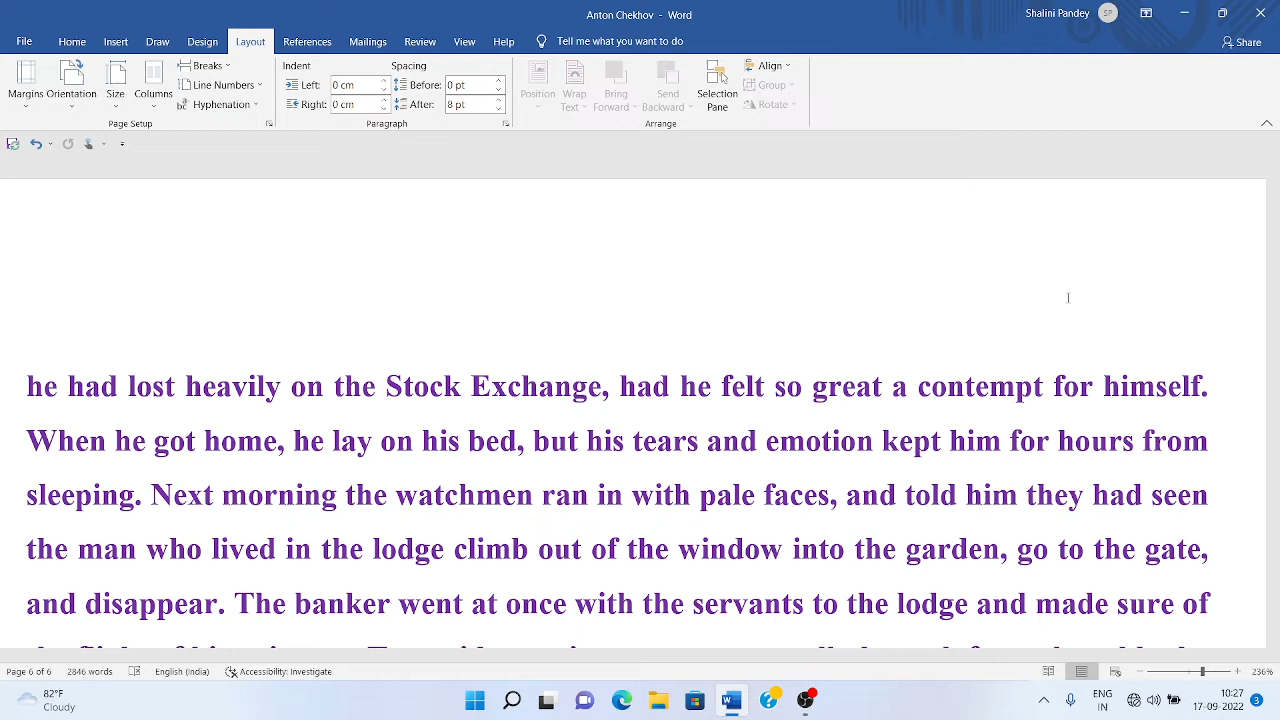 Anton Chekhov - Word
Shalini Pandey SP
File Home Insert Draw Design Layout References Mailings Review View Help Tell me what you want to do Share
Margins Orientation Size Columns
Breaks
Line Numbers
Hyphenation
Page Setup
Indent Spacing
Left: 0 cm Before: 0 pt
Right: 0 cm After: 8 pt
Paragraph
Position Wrap Text Bring Forward Send Backward Selection Pane
Align
Group
Rotate
Arrange
he had lost heavily on the Stock Exchange, had he felt so great a contempt for himself.
When he got home, he lay on his bed, but his tears and emotion kept him for hours from
sleeping. Next morning the watchmen ran in with pale faces, and told him they had seen
the man who lived in the lodge climb out of the window into the garden, go to the gate,
and disappear. The banker went at once with the servants to the lodge and made sure of
Page 6 of 6 2846 words English (India) Accessibility: Investigate 236%
82°F
Cloudy
ENG
IN
10:27
17-09-2022
3